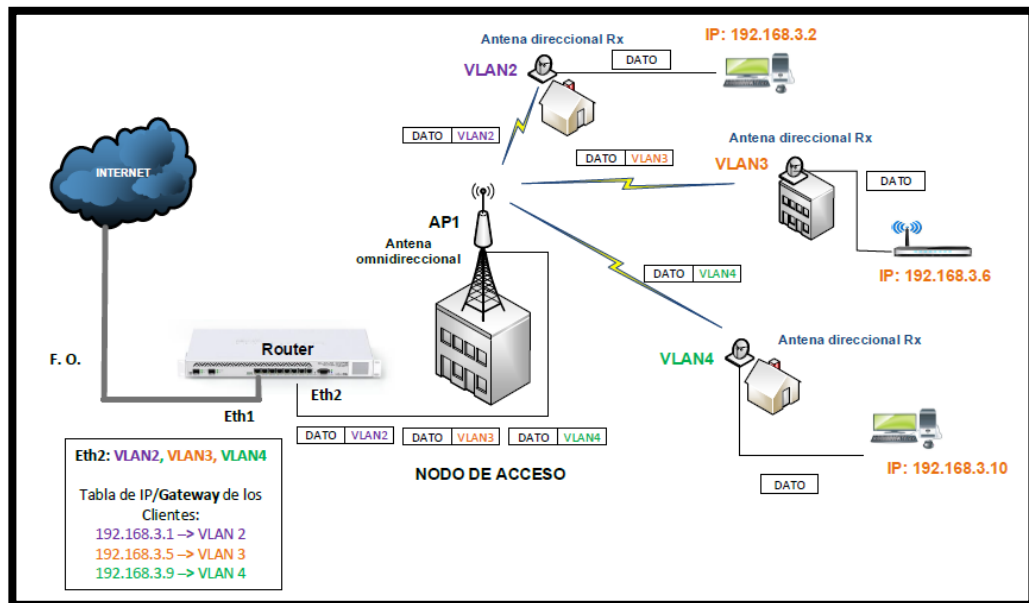 Antena direccional Rx
IP: 192.168.3.2
VLAN2
DATO
DATO VLAN2
Antena direccional Rx
DATO VLAN3
VLAN3
DATO
INTERNET
AP1
Antena
omnidireccional
IP: 192.168.3.6
DATO VLAN4
Antena direccional Rx
VLAN4
Router
F. O.
Eth2
Eth1
DATO VLAN2
DATO VLAN3
DATO VLAN4
NODO DE ACCESO
IP: 192.168.3.10
DATO
Eth2: VLAN2, VLAN3, VLAN4
Tabla de IP/Gateway de los
Clientes:
192.168.3.1 –> VLAN 2
192.168.3.5 –> VLAN 3
192.168.3.9 –> VLAN 4